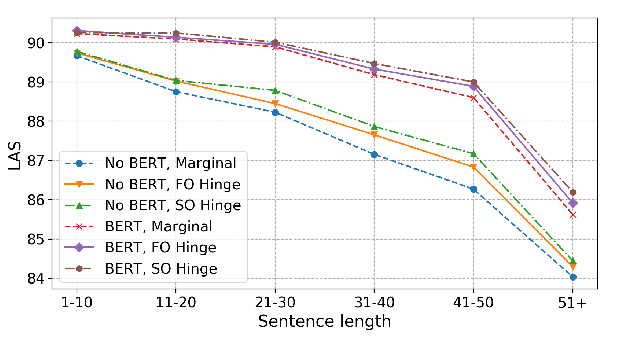 LAS
90
89
88
87
86
85
84
No BERT, Marginal
No BERT, FO Hinge
No BERT, SO Hinge
BERT, Marginal
BERT, FO Hinge
BERT, SO Hinge
1-10 11-20 21-30 31-40 41-50 51+
Sentence length